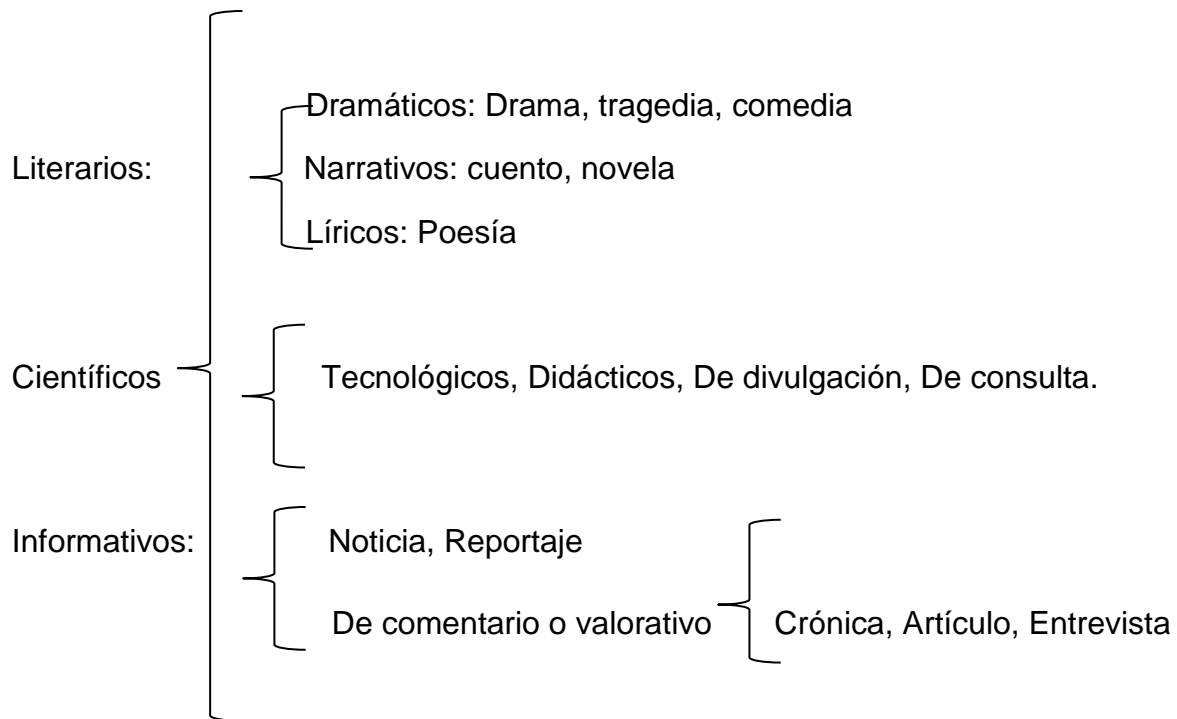 Dramáticos: Drama, tragedia, comedia
Literarios: Narrativos: cuento, novela
Líricos: Poesía
Científicos Tecnológicos, Didácticos, De divulgación, De consulta.
Informativos: Noticia, Reportaje
De comentario o valorativo Crónica, Artículo, Entrevista